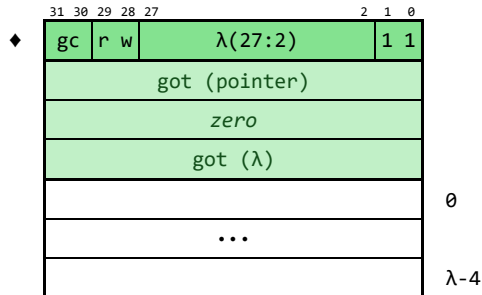 31 30 29 28 27 2 1 0
♦ gc r w λ(27:2) 1 1
got (pointer)
zero
got (λ)
0
...
λ-4